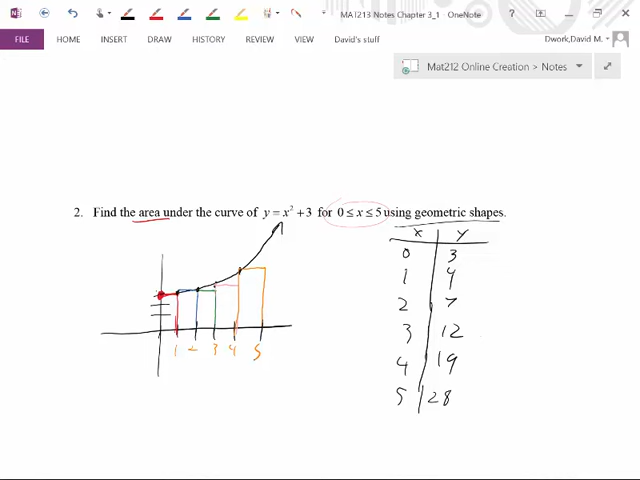 MAT213 Notes Chapter 3_1 - OneNote
?
FILE HOME INSERT DRAW HISTORY REVIEW VIEW David's stuff Dwork,David M.
Mat212 Online Creation > Notes
2. Find the area under the curve of y = x² + 3 for 0 ≤ x ≤ 5 using geometric shapes.
x y
0 3
1 4
2 7
3 12
4 19
5 28
1 2 3 4 5